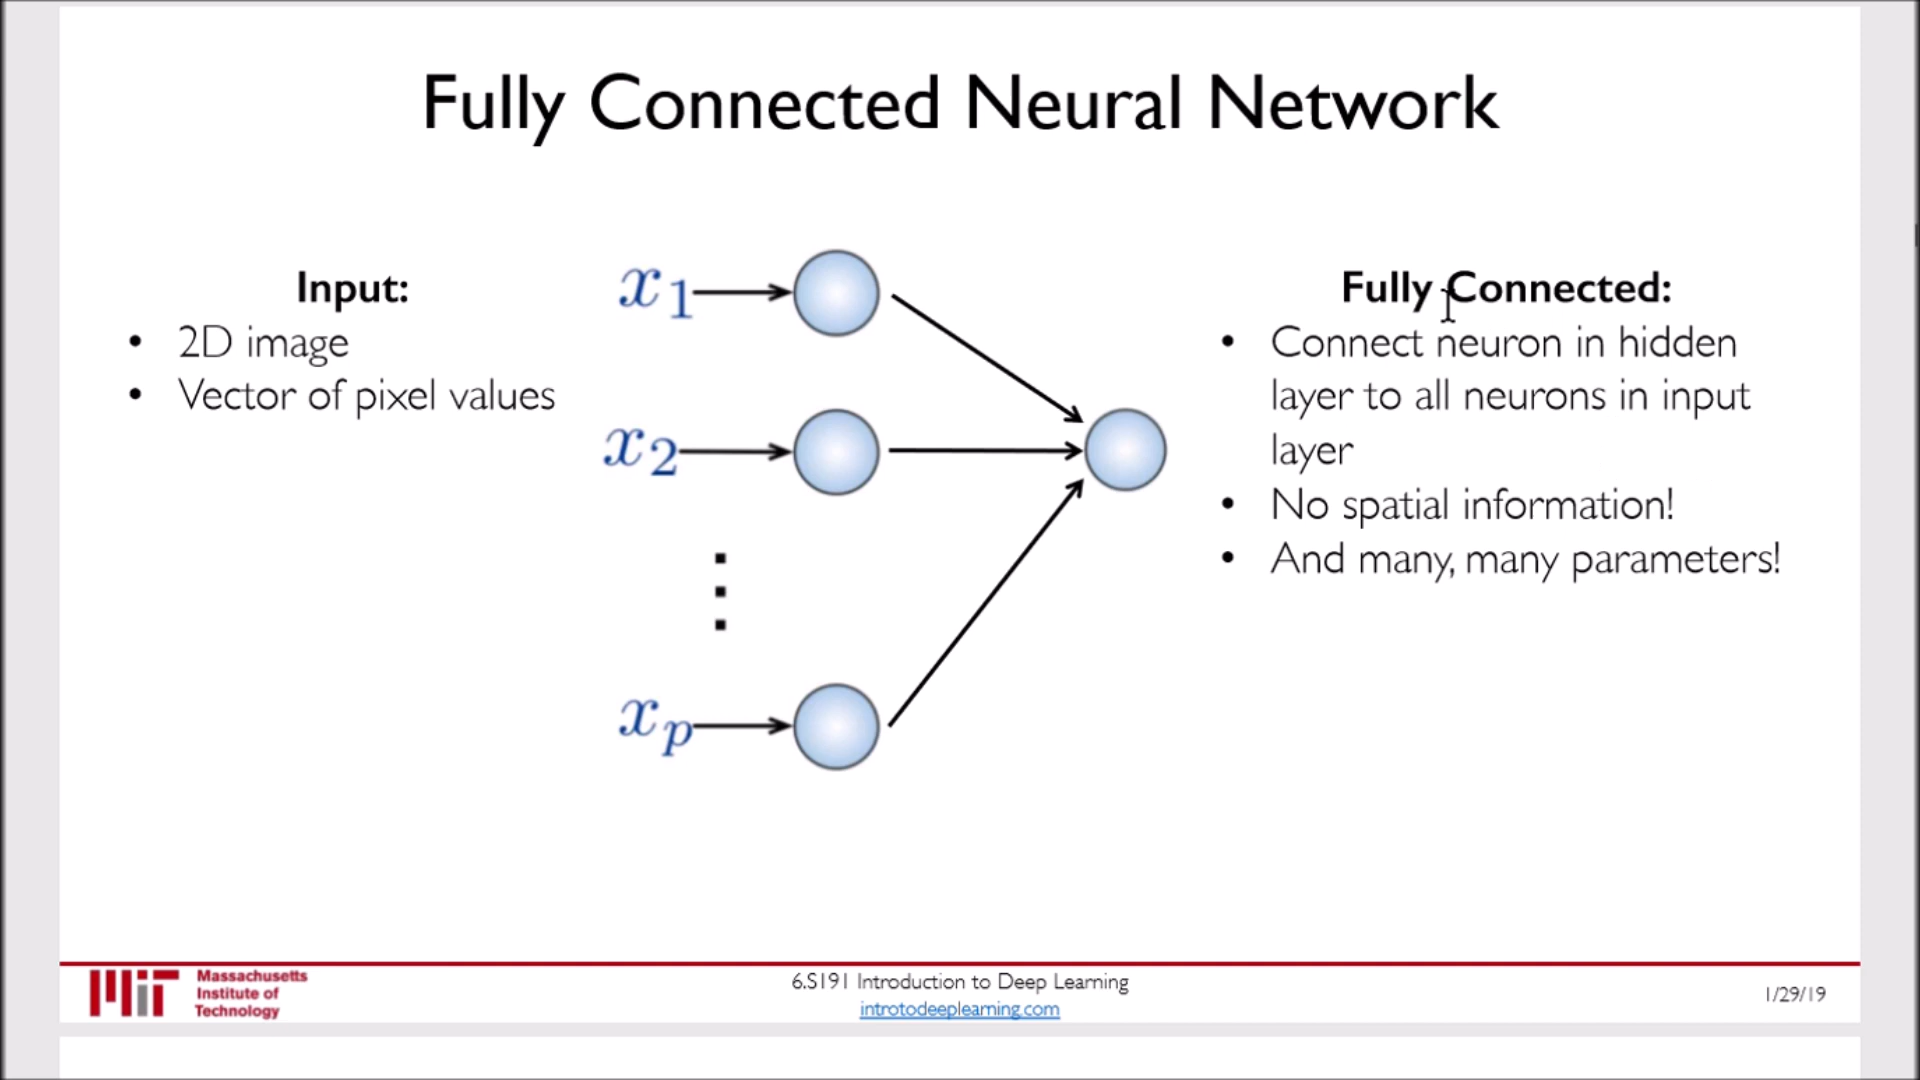 Fully Connected Neural Network
Input:
• 2D image
• Vector of pixel values
x1
x2
xp
Fully Connected:
• Connect neuron in hidden
layer to all neurons in input
layer
• No spatial information!
• And many, many parameters!
Massachusetts
Institute of
Technology
6.S191 Introduction to Deep Learning
introtodeeplearning.com
1/29/19